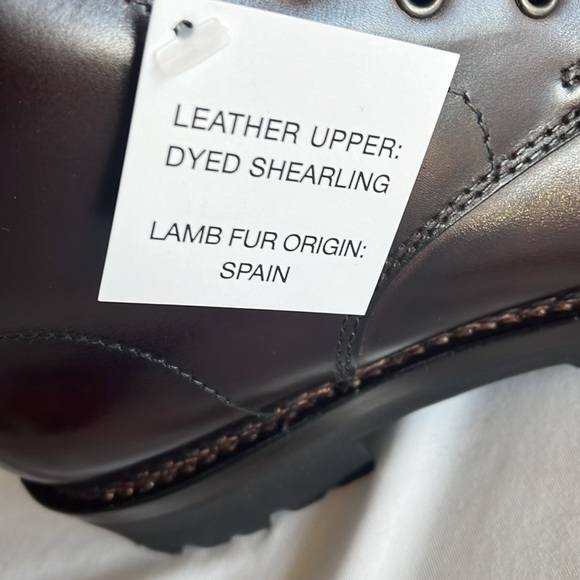 LEATHER UPPER:
DYED SHEARLING
LAMB FUR ORIGIN:
SPAIN